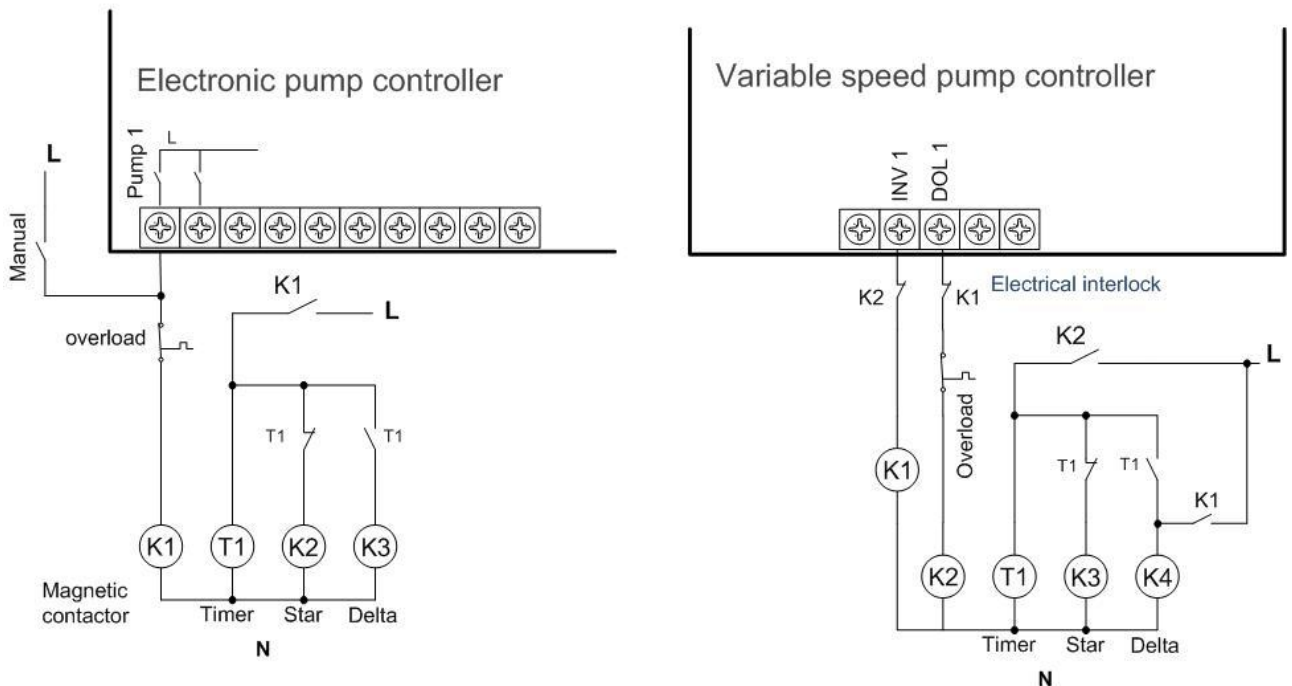 Electronic pump controller
Pump 1
L
L
Manual
K1
L
overload
T1
T1
K1
T1
K2
K3
Magnetic
contactor
Timer
Star
Delta
N
Variable speed pump controller
INV 1
DOL 1
K2
K1
Electrical interlock
K2
L
Overload
T1
T1
K1
K1
K2
T1
K3
K4
Timer
Star
Delta
N